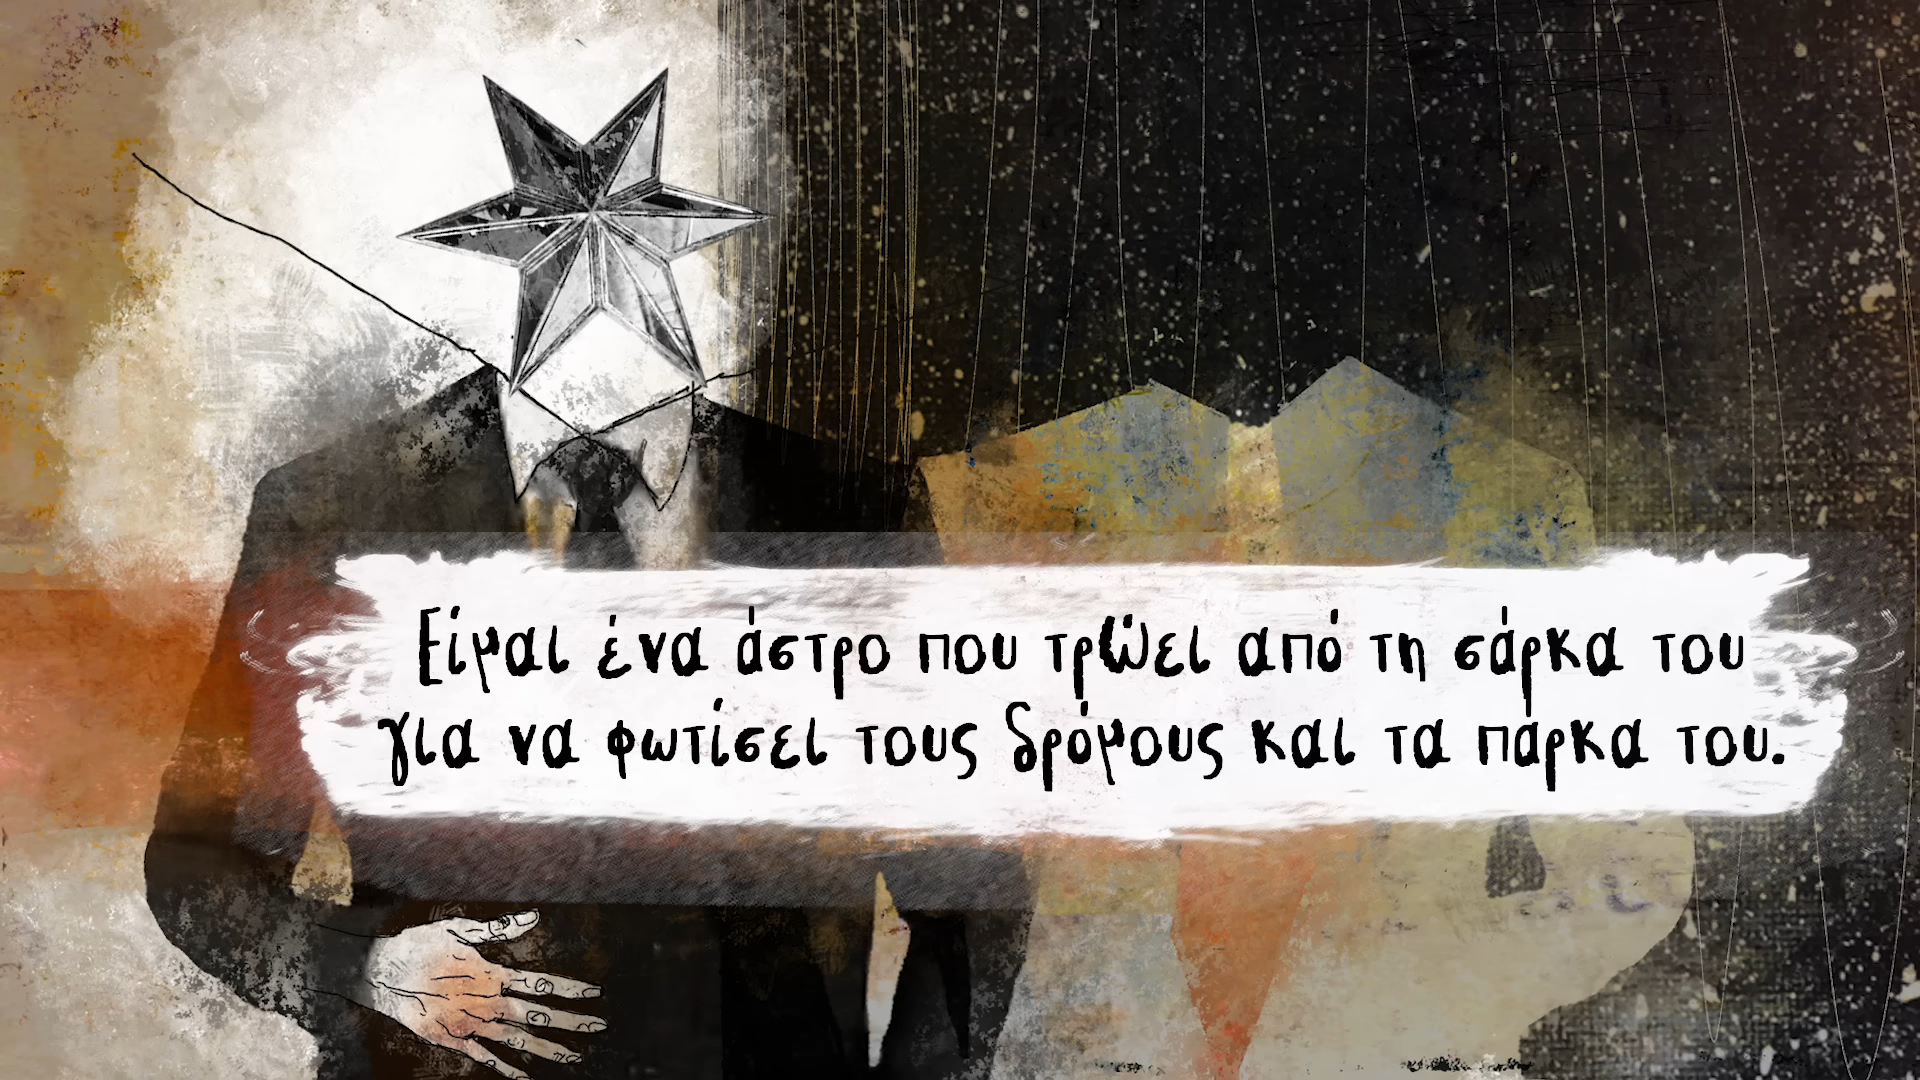 Είμαι ένα άστρο που τρώει από τη σάρκα του
για να φωτίσει τους δρόμους και τα πάρκα του.